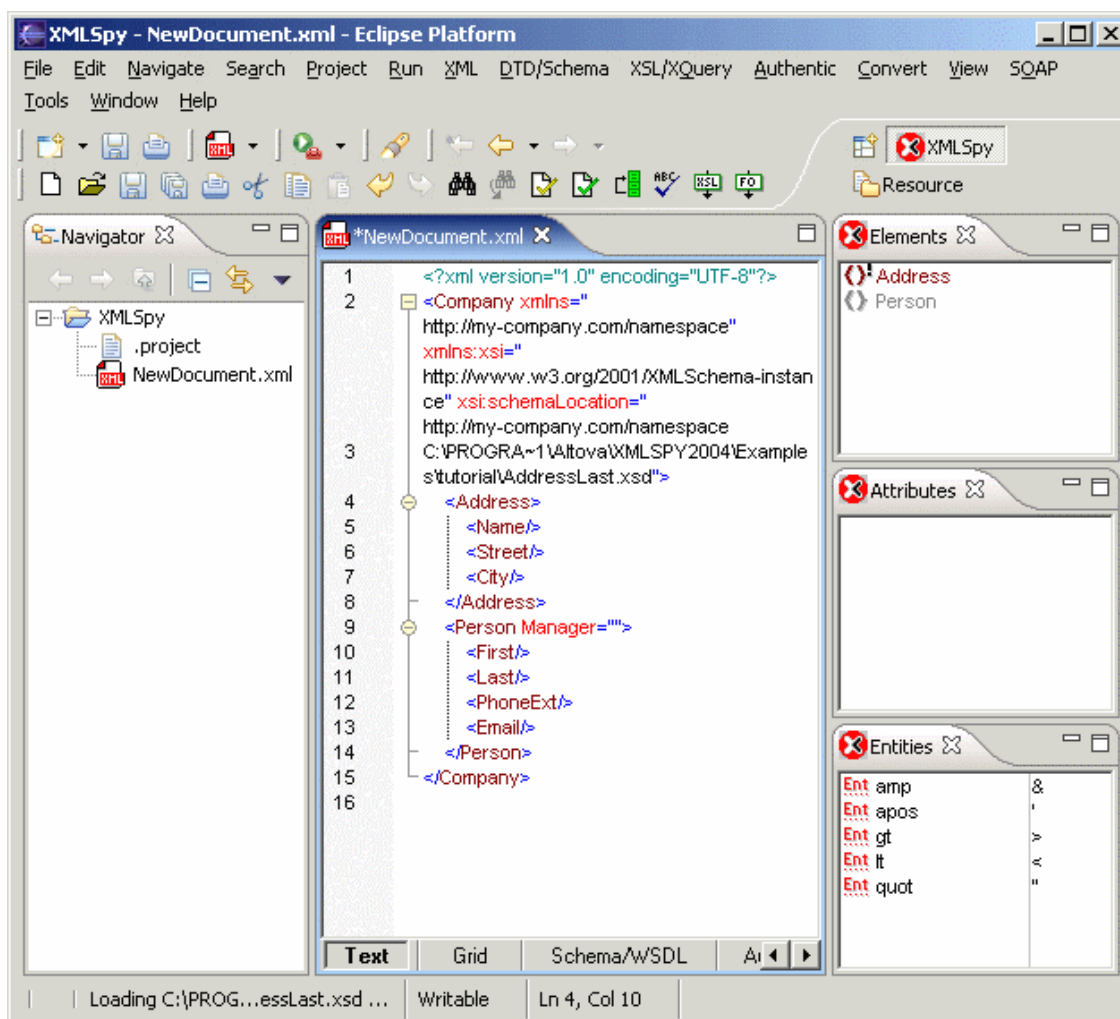 XMLSpy - NewDocument.xml - Eclipse Platform
File Edit Navigate Search Project Run XML DTD/Schema XSL/XQuery Authentic Convert View SOAP
Tools Window Help
XML
XMLSpy
ABC XSL FO
Resource
Navigator
XMLSpy
.project
XML NewDocument.xml
XML *NewDocument.xml
1 <?xml version="1.0" encoding="UTF-8"?>
2 <Company xmlns="
http://my-company.com/namespace"
xmlns:xsi="
http://www.w3.org/2001/XMLSchema-instan
ce" xsi:schemaLocation="
http://my-company.com/namespace
3 C:\PROGRA~1\Altova\XMLSPY2004\Example
s\tutorial\AddressLast.xsd">
4 <Address>
5 <Name/>
6 <Street/>
7 <City/>
8 </Address>
9 <Person Manager="">
10 <First/>
11 <Last/>
12 <PhoneExt/>
13 <Email/>
14 </Person>
15 </Company>
16
Text Grid Schema/WSDL
Elements
Address
Person
Attributes
Entities
Ent amp &
Ent apos '
Ent gt >
Ent lt <
Ent quot "
Loading C:\PROG...essLast.xsd ... Writable Ln 4, Col 10